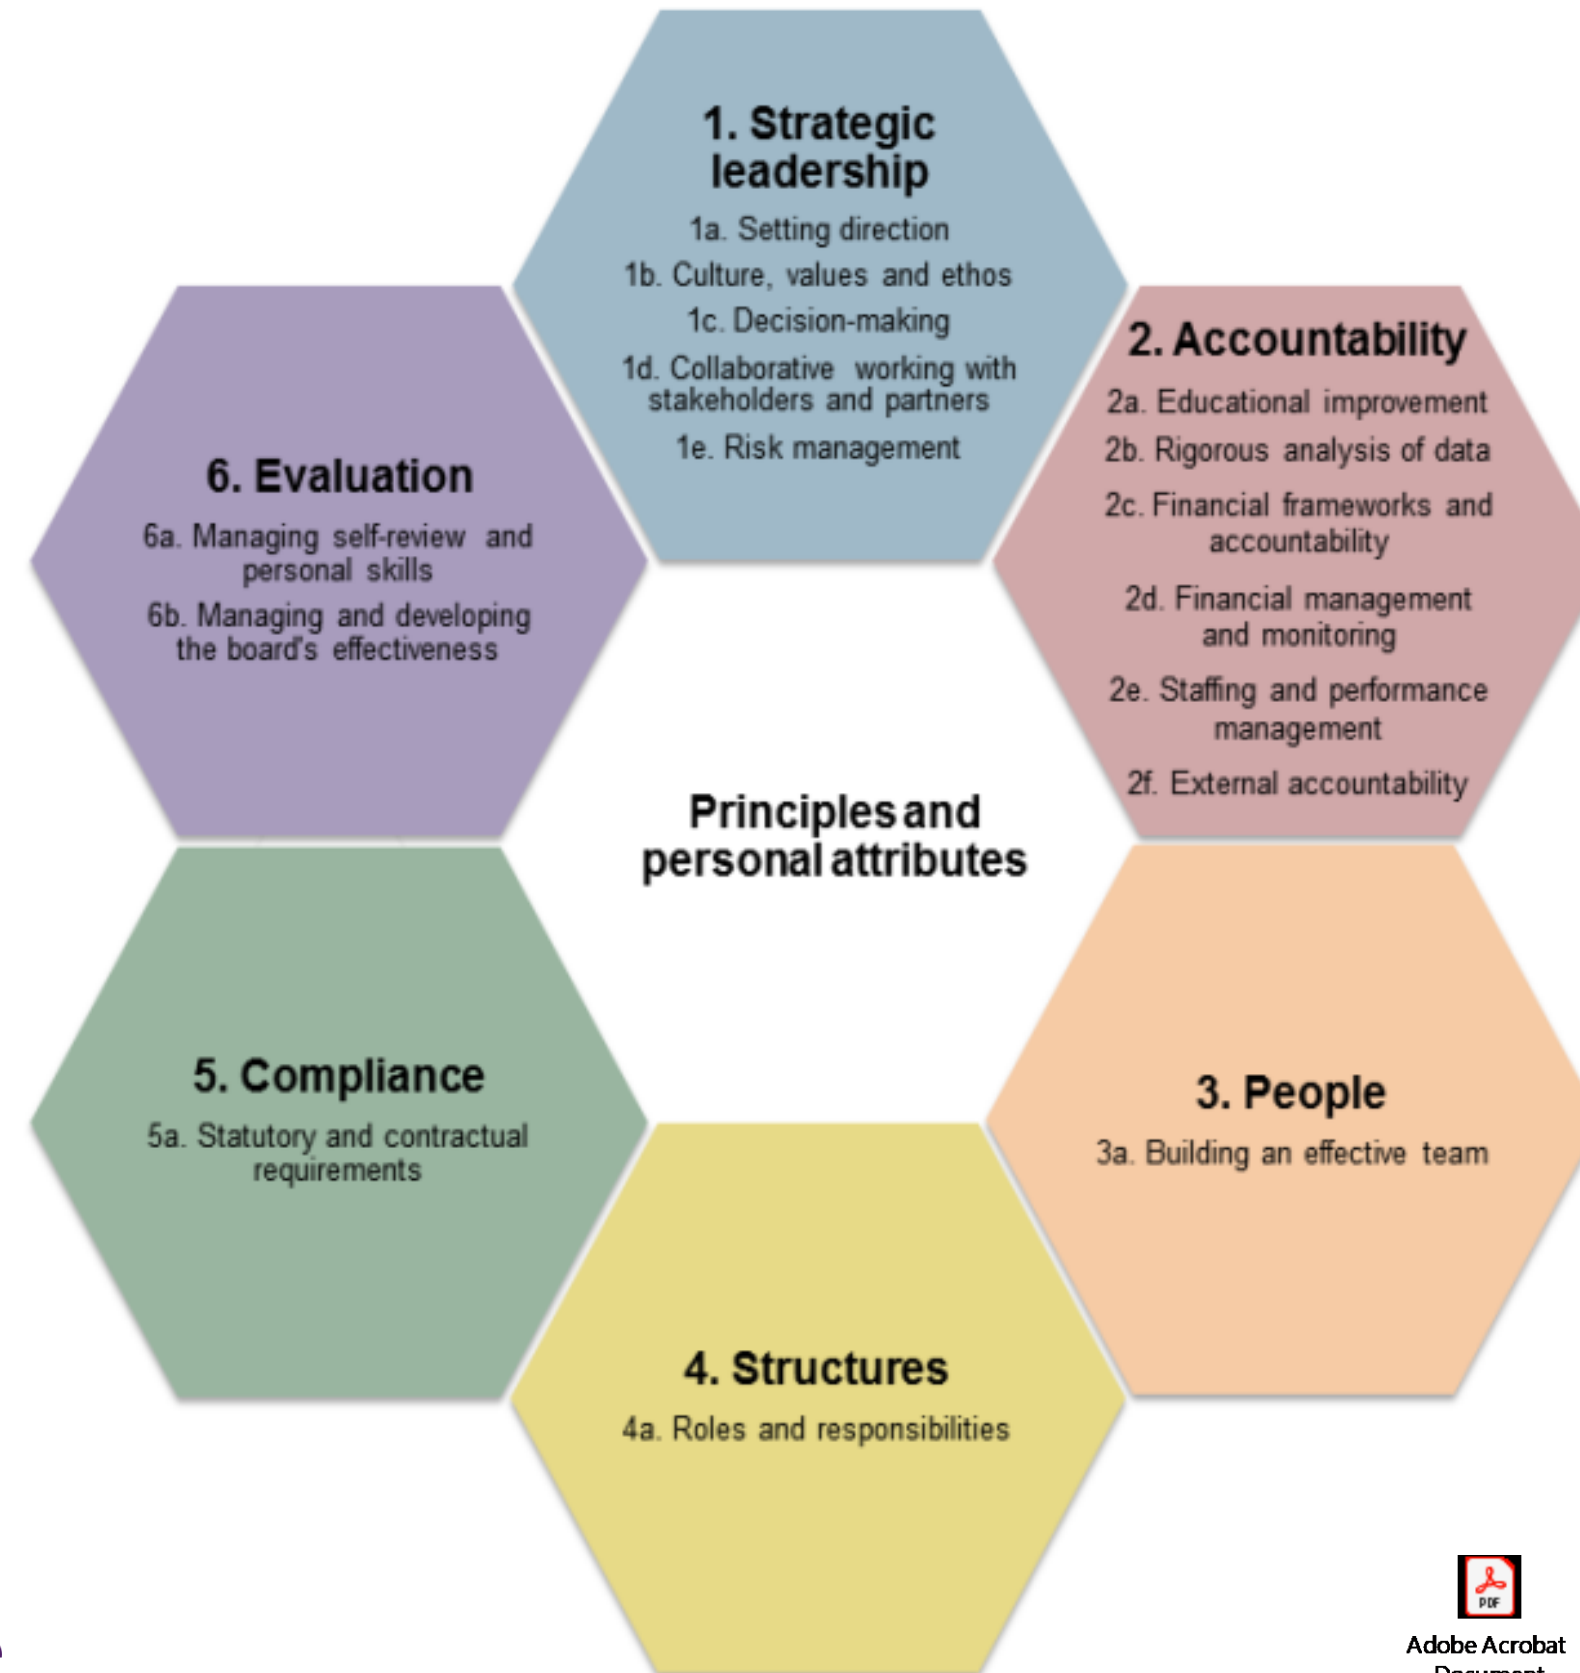 1. Strategic
leadership
1a. Setting direction
1b. Culture, values and ethos
1c. Decision-making
1d. Collaborative working with
stakeholders and partners
1e. Risk management
2. Accountability
2a. Educational improvement
2b. Rigorous analysis of data
2c. Financial frameworks and
accountability
2d. Financial management
and monitoring
2e. Staffing and performance
management
2f. External accountability
3. People
3a. Building an effective team
4. Structures
4a. Roles and responsibilities
5. Compliance
5a. Statutory and contractual
requirements
6. Evaluation
6a. Managing self-review and
personal skills
6b. Managing and developing
the board's effectiveness
Principles and
personal attributes
PDF
Adobe Acrobat
Document